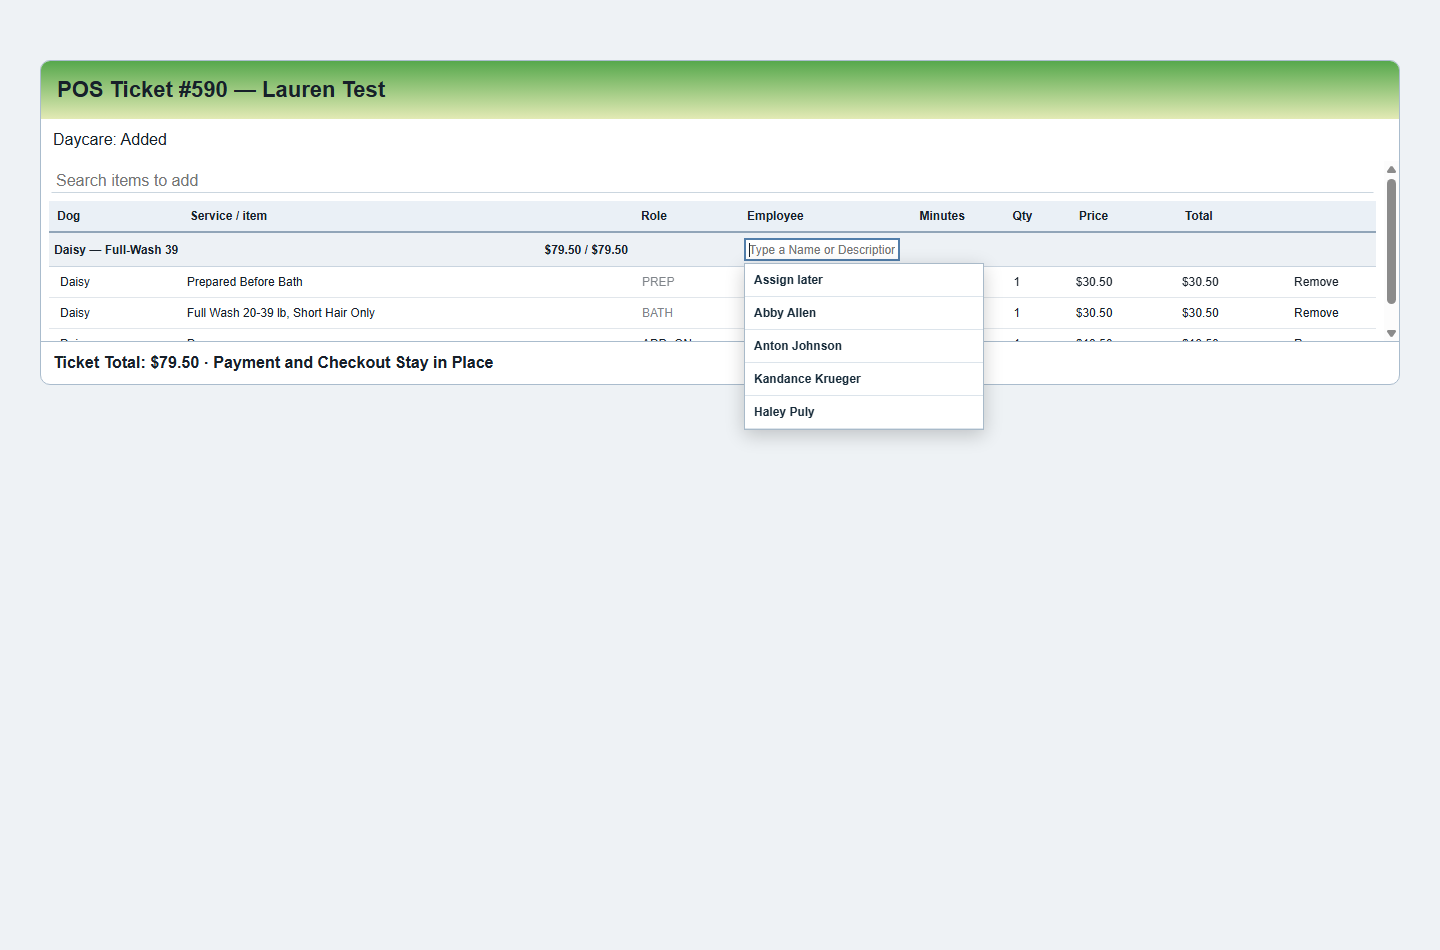 POS Ticket #590 — Lauren Test
Daycare: Added
Search items to add
Dog Service / item Role Employee Minutes Qty Price Total
Daisy — Full-Wash 39 $79.50 / $79.50 Type a Name or Description
Assign later
Abby Allen
Anton Johnson
Kandance Krueger
Haley Puly
Daisy Prepared Before Bath PREP 1 $30.50 $30.50 Remove
Daisy Full Wash 20-39 lb, Short Hair Only BATH 1 $30.50 $30.50 Remove
Ticket Total: $79.50 · Payment and Checkout Stay in Place